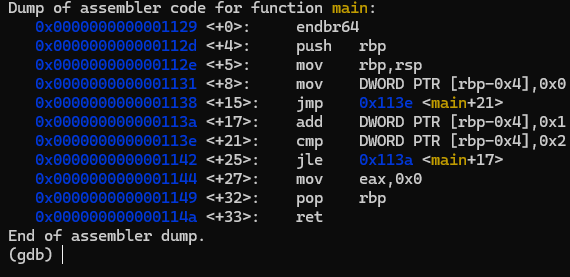 Dump of assembler code for function main:
   0x0000000000001129 <+0>:     endbr64
   0x000000000000112d <+4>:     push   rbp
   0x000000000000112e <+5>:     mov    rbp,rsp
   0x0000000000001131 <+8>:     mov    DWORD PTR [rbp-0x4],0x0
   0x0000000000001138 <+15>:    jmp    0x113e <main+21>
   0x000000000000113a <+17>:    add    DWORD PTR [rbp-0x4],0x1
   0x000000000000113e <+21>:    cmp    DWORD PTR [rbp-0x4],0x2
   0x0000000000001142 <+25>:    jle    0x113a <main+17>
   0x0000000000001144 <+27>:    mov    eax,0x0
   0x0000000000001149 <+32>:    pop    rbp
   0x000000000000114a <+33>:    ret
End of assembler dump.
(gdb)